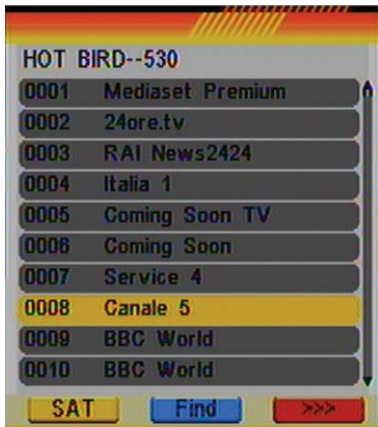 HOT BIRD--530
0001 Mediaset Premium
0002 24ore.tv
0003 RAI News2424
0004 Italia 1
0005 Coming Soon TV
0006 Coming Soon
0007 Service 4
0008 Canale 5
0009 BBC World
0010 BBC World
SAT Find >>>